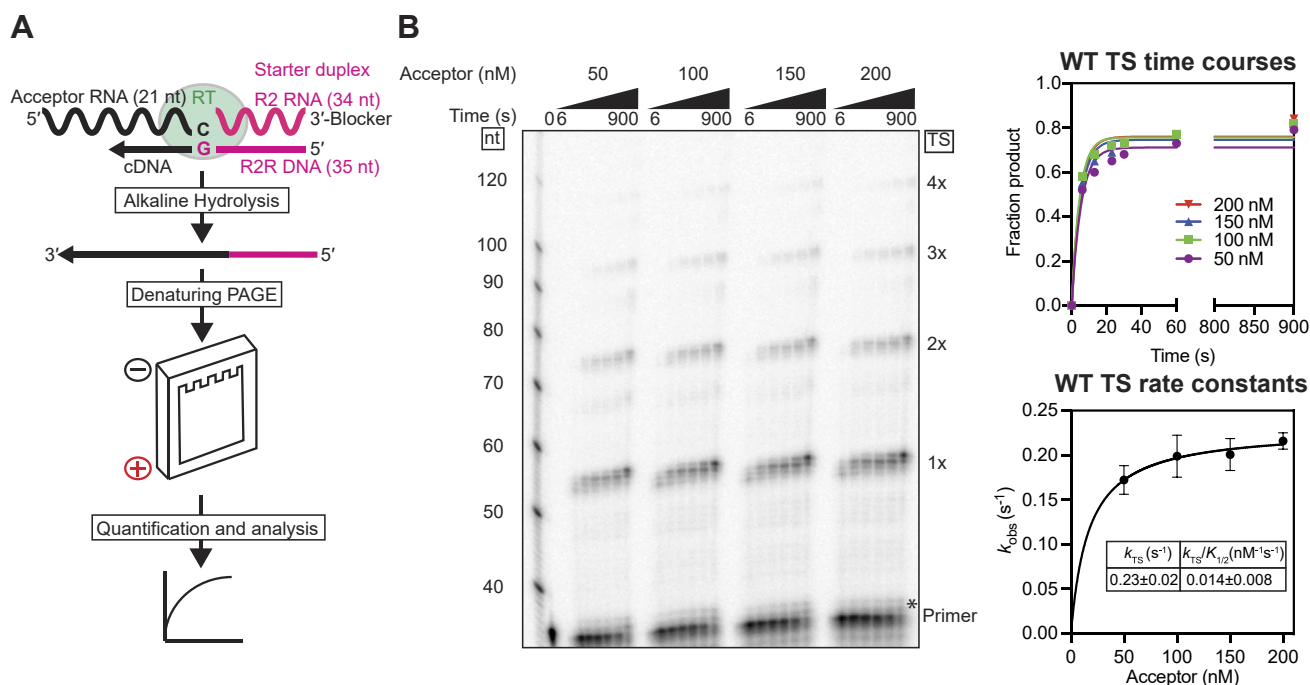 A
Starter duplex
Acceptor RNA (21 nt)
RT
R2 RNA (34 nt)
5′
3′-Blocker
C
G
5′
cDNA
R2R DNA (35 nt)
Alkaline Hydrolysis
3′
5′
Denaturing PAGE
−
+
Quantification and analysis
B
Acceptor (nM)
50
100
150
200
Time (s)
0 6 900 6 900 6 900 6 900
nt
TS
120
4x
100
3x
90
80
2x
70
60
1x
50
40
*
Primer
WT TS time courses
Fraction product
1.0
0.8
0.6
0.4
0.2
0.0
200 nM
150 nM
100 nM
50 nM
0 20 40 60 800 850 900
Time (s)
WT TS rate constants
kobs (s⁻¹)
0.25
0.20
0.15
0.10
0.05
0.00
kTS (s⁻¹) kTS/K1/2(nM⁻¹s⁻¹)
0.23±0.02 0.014±0.008
0 50 100 150 200
Acceptor (nM)